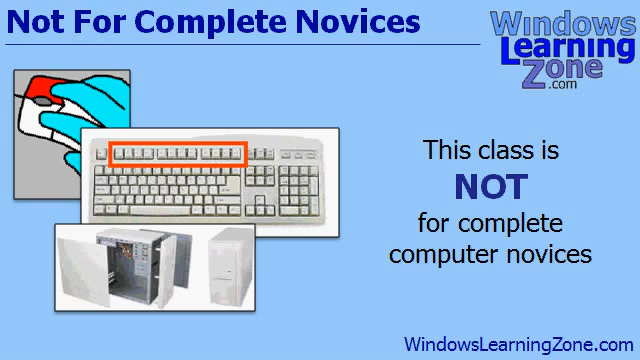 Not For Complete Novices
Windows
Learning
Zone
.com
This class is
NOT
for complete
computer novices
WindowsLearningZone.com